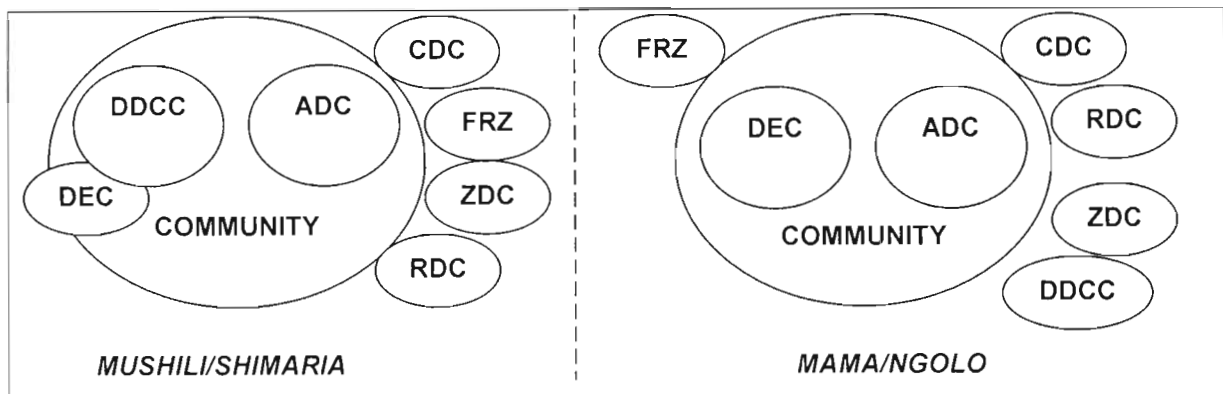 CDC
DDCC
ADC
FRZ
DEC
ZDC
COMMUNITY
RDC
MUSHILI/SHIMARIA
FRZ
CDC
DEC
ADC
RDC
ZDC
COMMUNITY
DDCC
MAMA/NGOLO